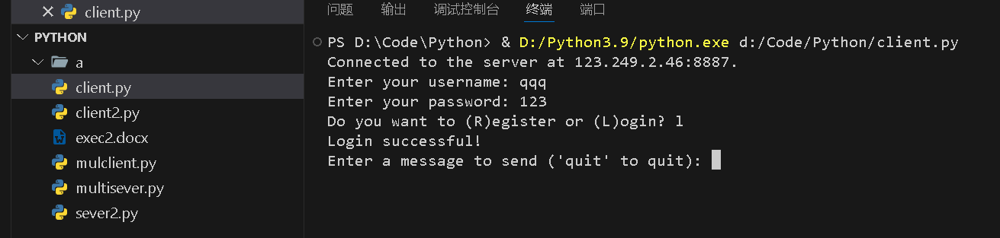 client.py
PYTHON
a
client.py
client2.py
exec2.docx
mulclient.py
multisever.py
sever2.py
问题 输出 调试控制台 终端 端口
PS D:\Code\Python> & D:/Python3.9/python.exe d:/Code/Python/client.py
Connected to the server at 123.249.2.46:8887.
Enter your username: qqq
Enter your password: 123
Do you want to (R)egister or (L)ogin? l
Login successful!
Enter a message to send ('quit' to quit):